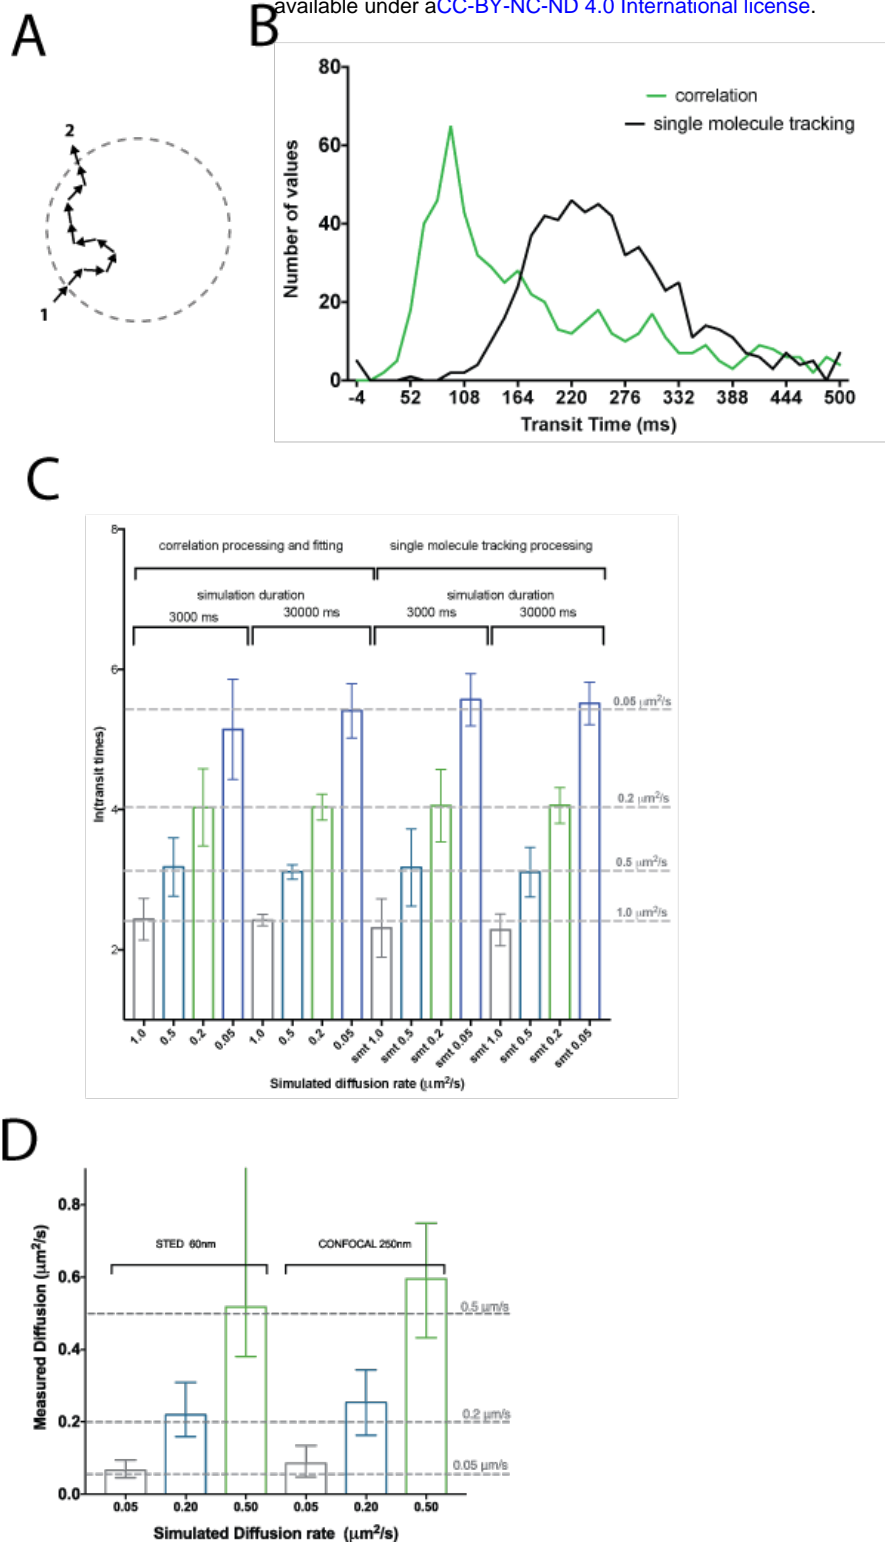 available under aCC-BY-NC-ND 4.0 International license.
A
B
2
1
80
60
40
20
0
Number of values
correlation
single molecule tracking
-4 52 108 164 220 276 332 388 444 500
Transit Time (ms)
C
8
6
4
2
ln(transit times)
correlation processing and fitting single molecule tracking processing
simulation duration simulation duration
3000 ms 30000 ms 3000 ms 30000 ms
0.05 µm²/s
0.2 µm²/s
0.5 µm²/s
1.0 µm²/s
1.0 0.5 0.2 0.05 1.0 0.5 0.2 0.05 smt 1.0 smt 0.5 smt 0.2 smt 0.05 smt 1.0 smt 0.5 smt 0.2 smt 0.05
Simulated diffusion rate (µm²/s)
D
0.8
0.6
0.4
0.2
0.0
Measured Diffusion (µm²/s)
STED 60nm CONFOCAL 250nm
0.5 µm/s
0.2 µm/s
0.05 µm/s
0.05 0.20 0.50 0.05 0.20 0.50
Simulated Diffusion rate (µm²/s)